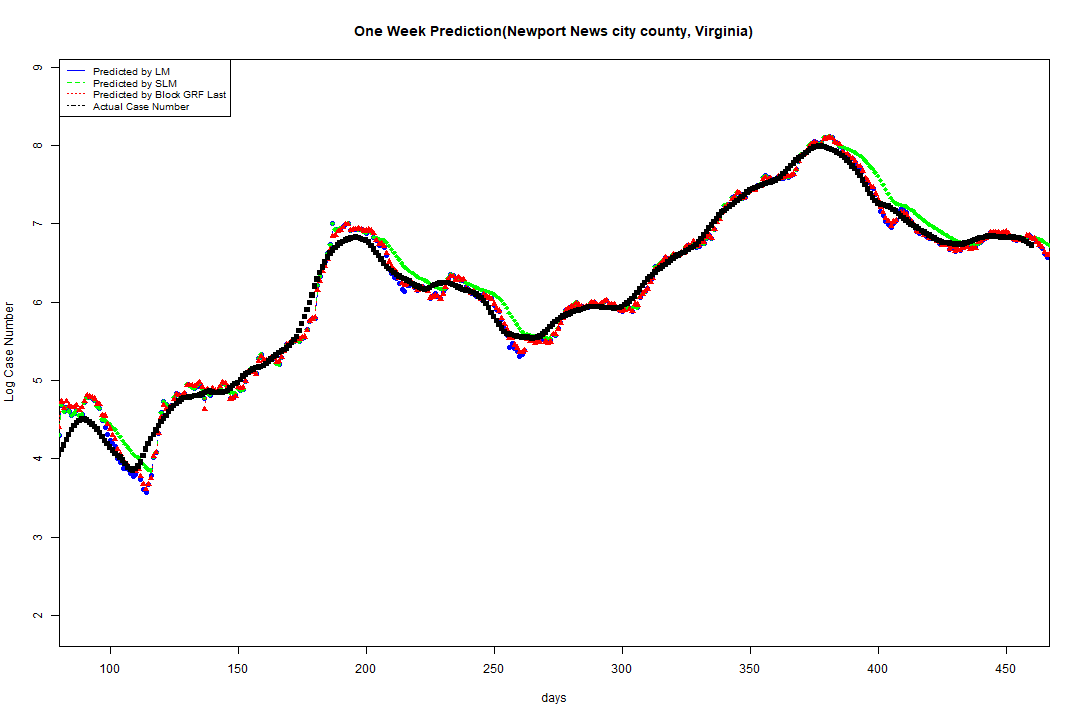 One Week Prediction(Newport News city county, Virginia)
Predicted by LM
Predicted by SLM
Predicted by Block GRF Last
Actual Case Number
9
8
7
6
5
4
3
2
Log Case Number
100 150 200 250 300 350 400 450
days